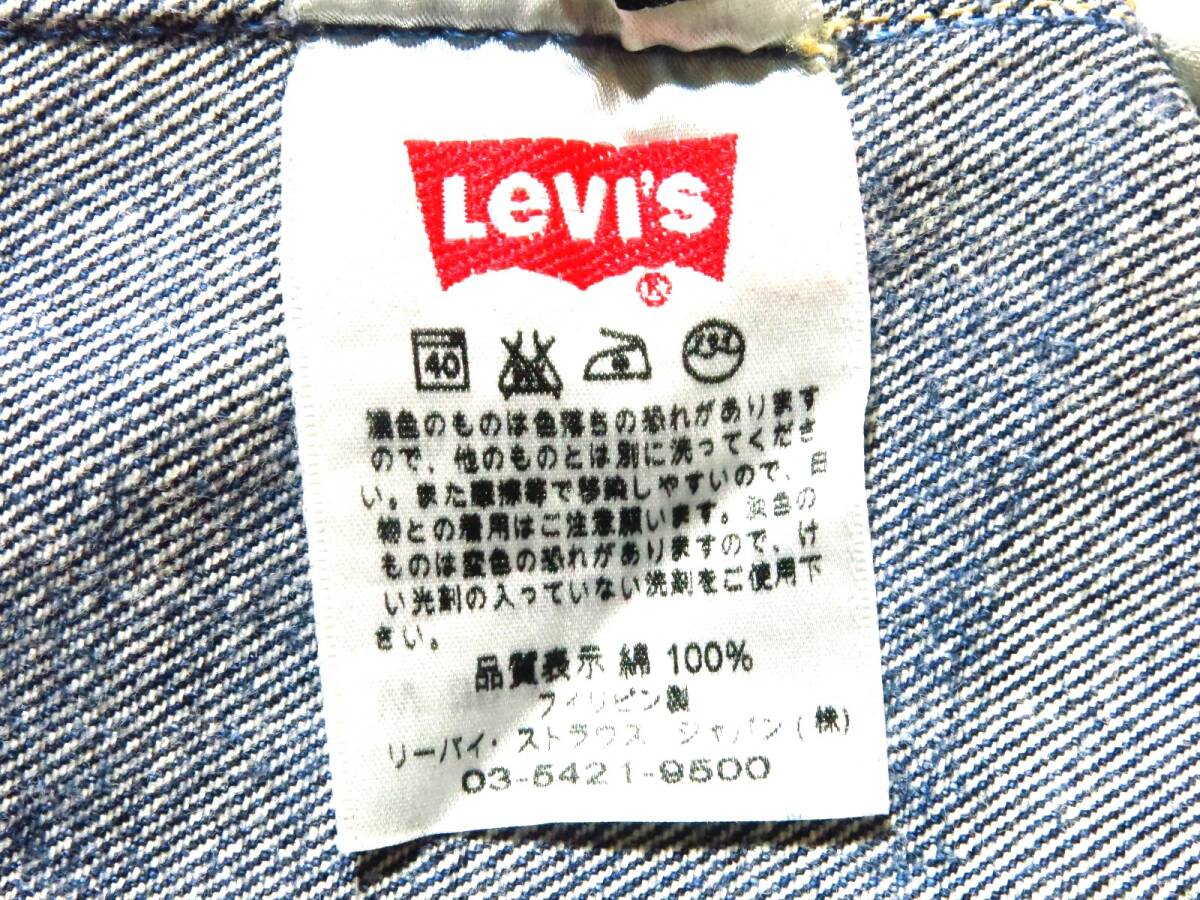 LEVI'S
40
濃色のものは色落ちの恐れがあります
ので、他のものとは別に洗ってくださ
い。また摩擦等で移染しやすいので、白
物との着用はご注意願います。淡色の
ものは変色の恐れがありますので、け
い光剤の入っていない洗剤をご使用下
さい。
品質表示 綿 100%
フィリピン製
リーバイ・ストラウス ジャパン(株)
03-5421-9500